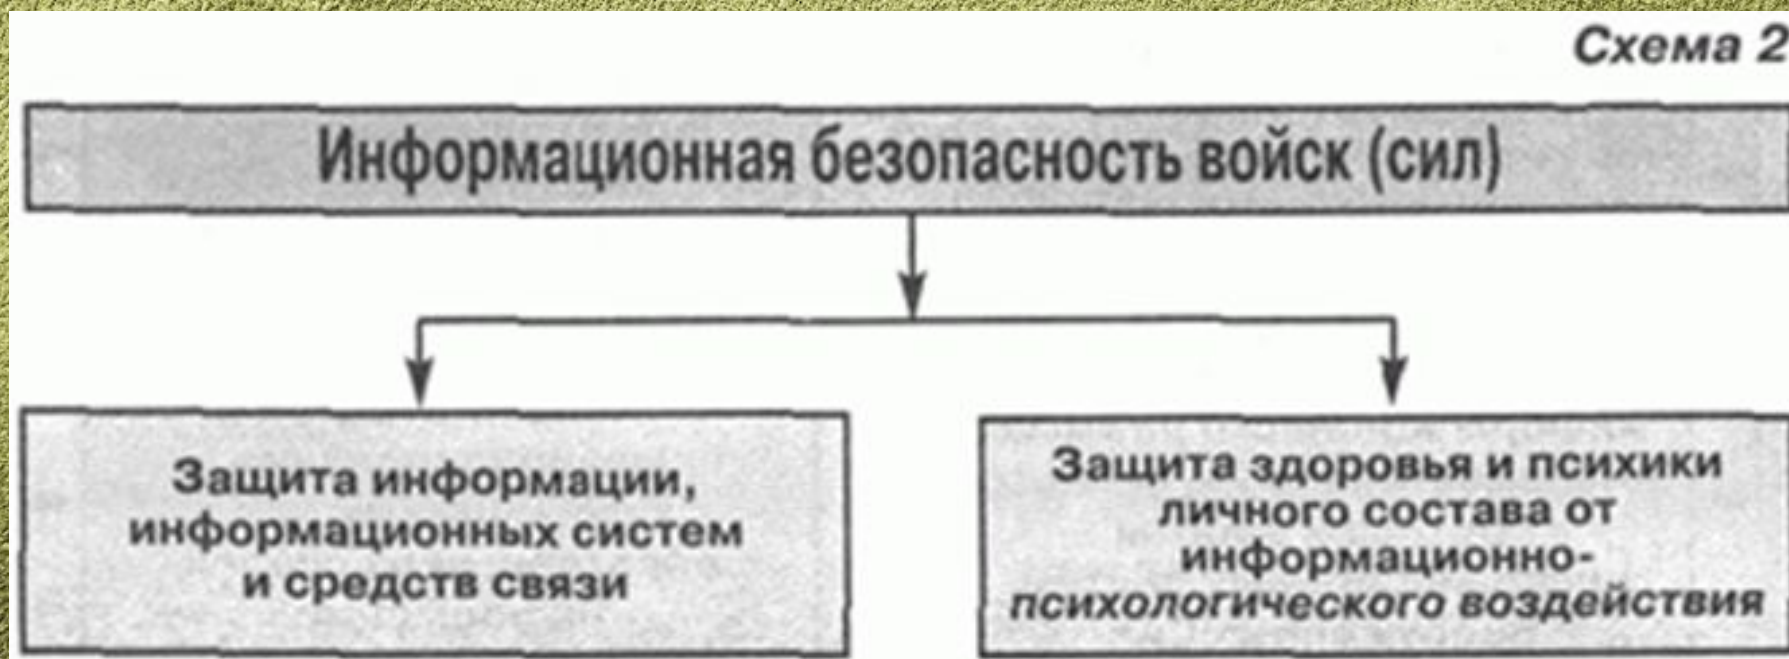 Схема 2
Информационная безопасность войск (сил)
Защита информации,
информационных систем
и средств связи
Защита здоровья и психики
личного состава от
информационно-
психологического воздействия